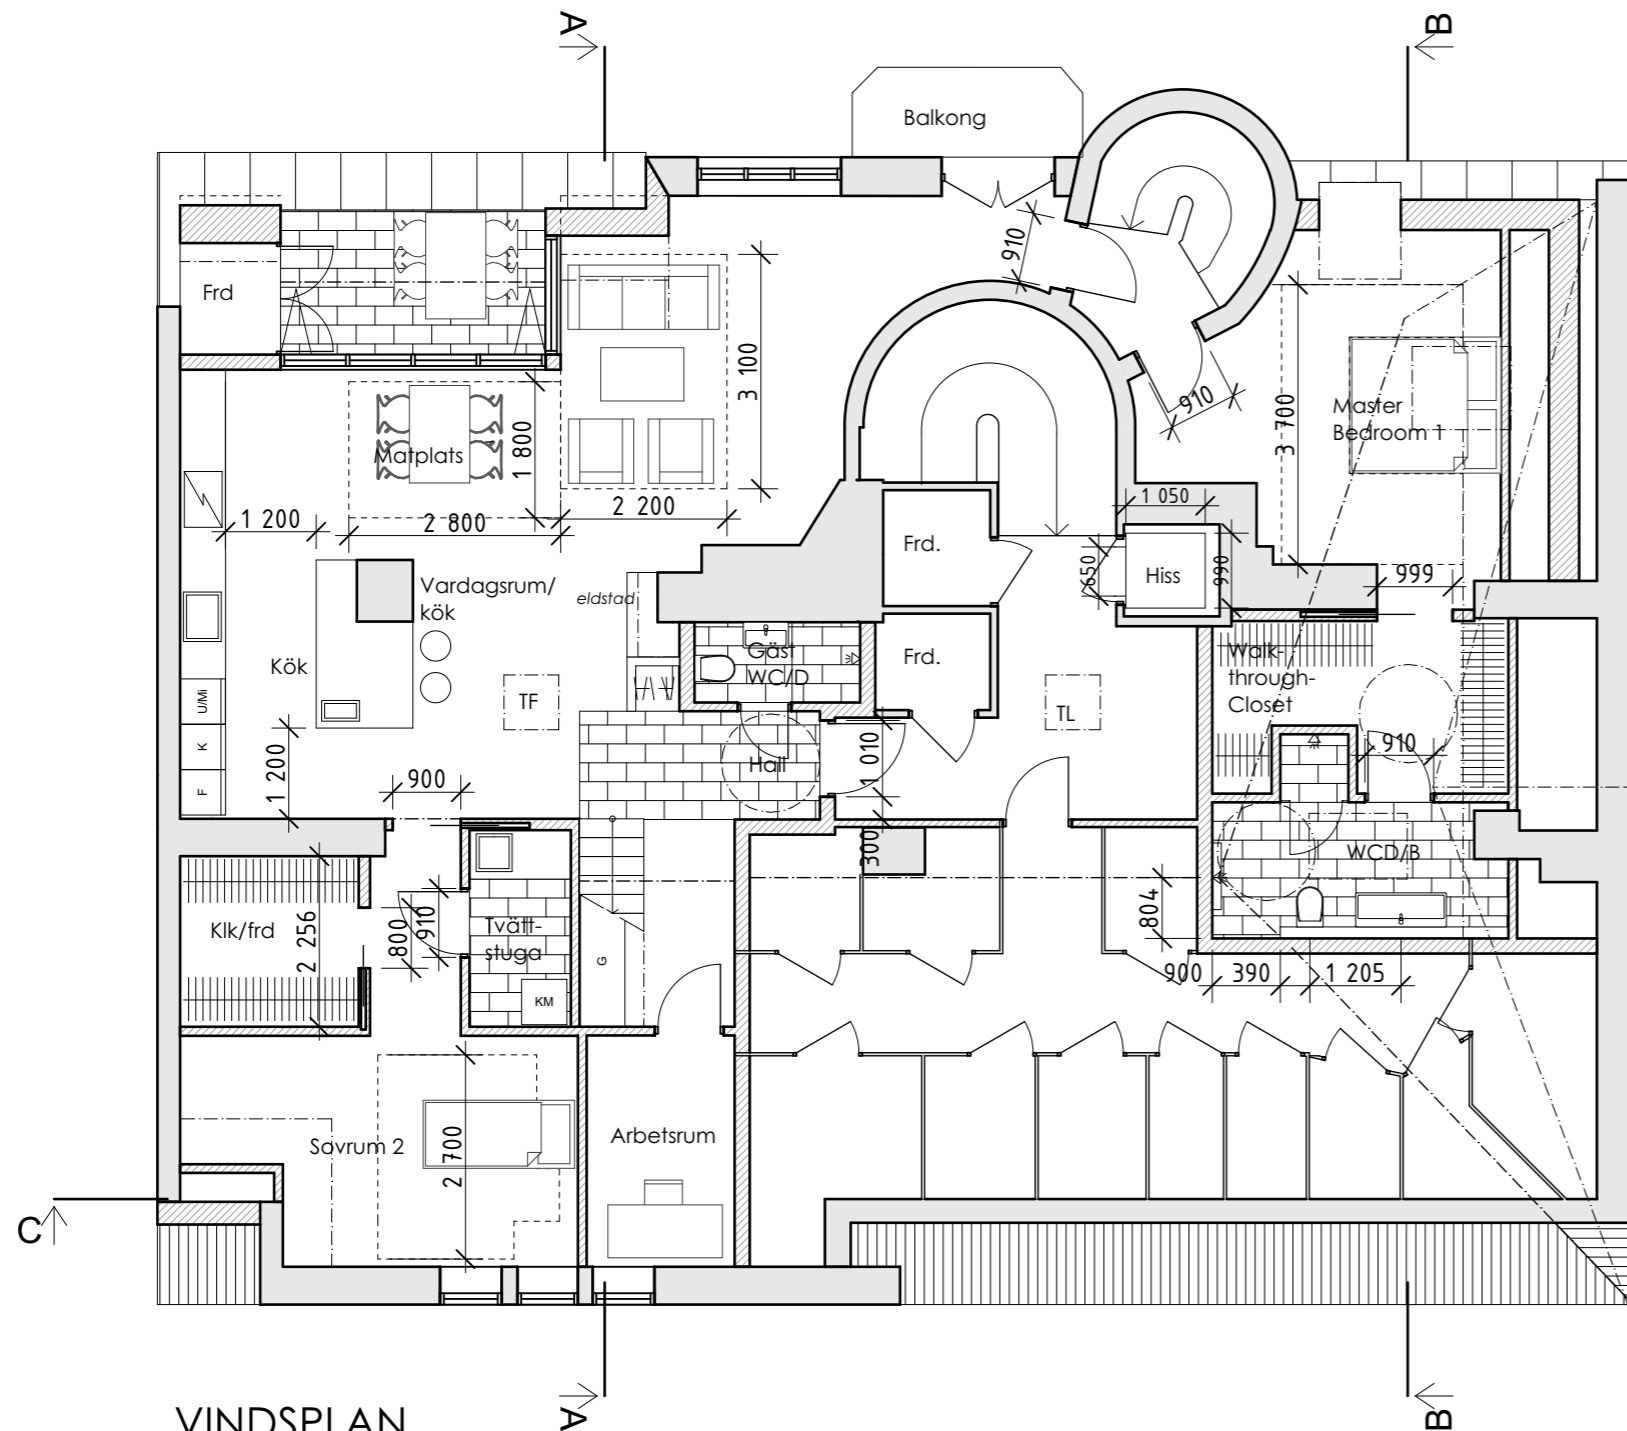 A
B
Balkong
910
Frd
3 100
910
Master
Bedroom 1
3 700
Matplats
1 800
1 200
2 800
2 200
1 050
Frd.
650
Hiss
990
999
Vardagsrum/
kök
eldstad
Gäst
WC/D
Frd.
Walk-
through-
Closet
Kök
U/Mi
TF
TL
K
1 200
Hall
1 010
910
F
900
300
WCD/B
Klk/frd
2 256
800
910
Tvätt-
stuga
G
804
KM
900
390
1 205
Sovrum 2
2 700
Arbetsrum
C
A
B
VINDSPLAN